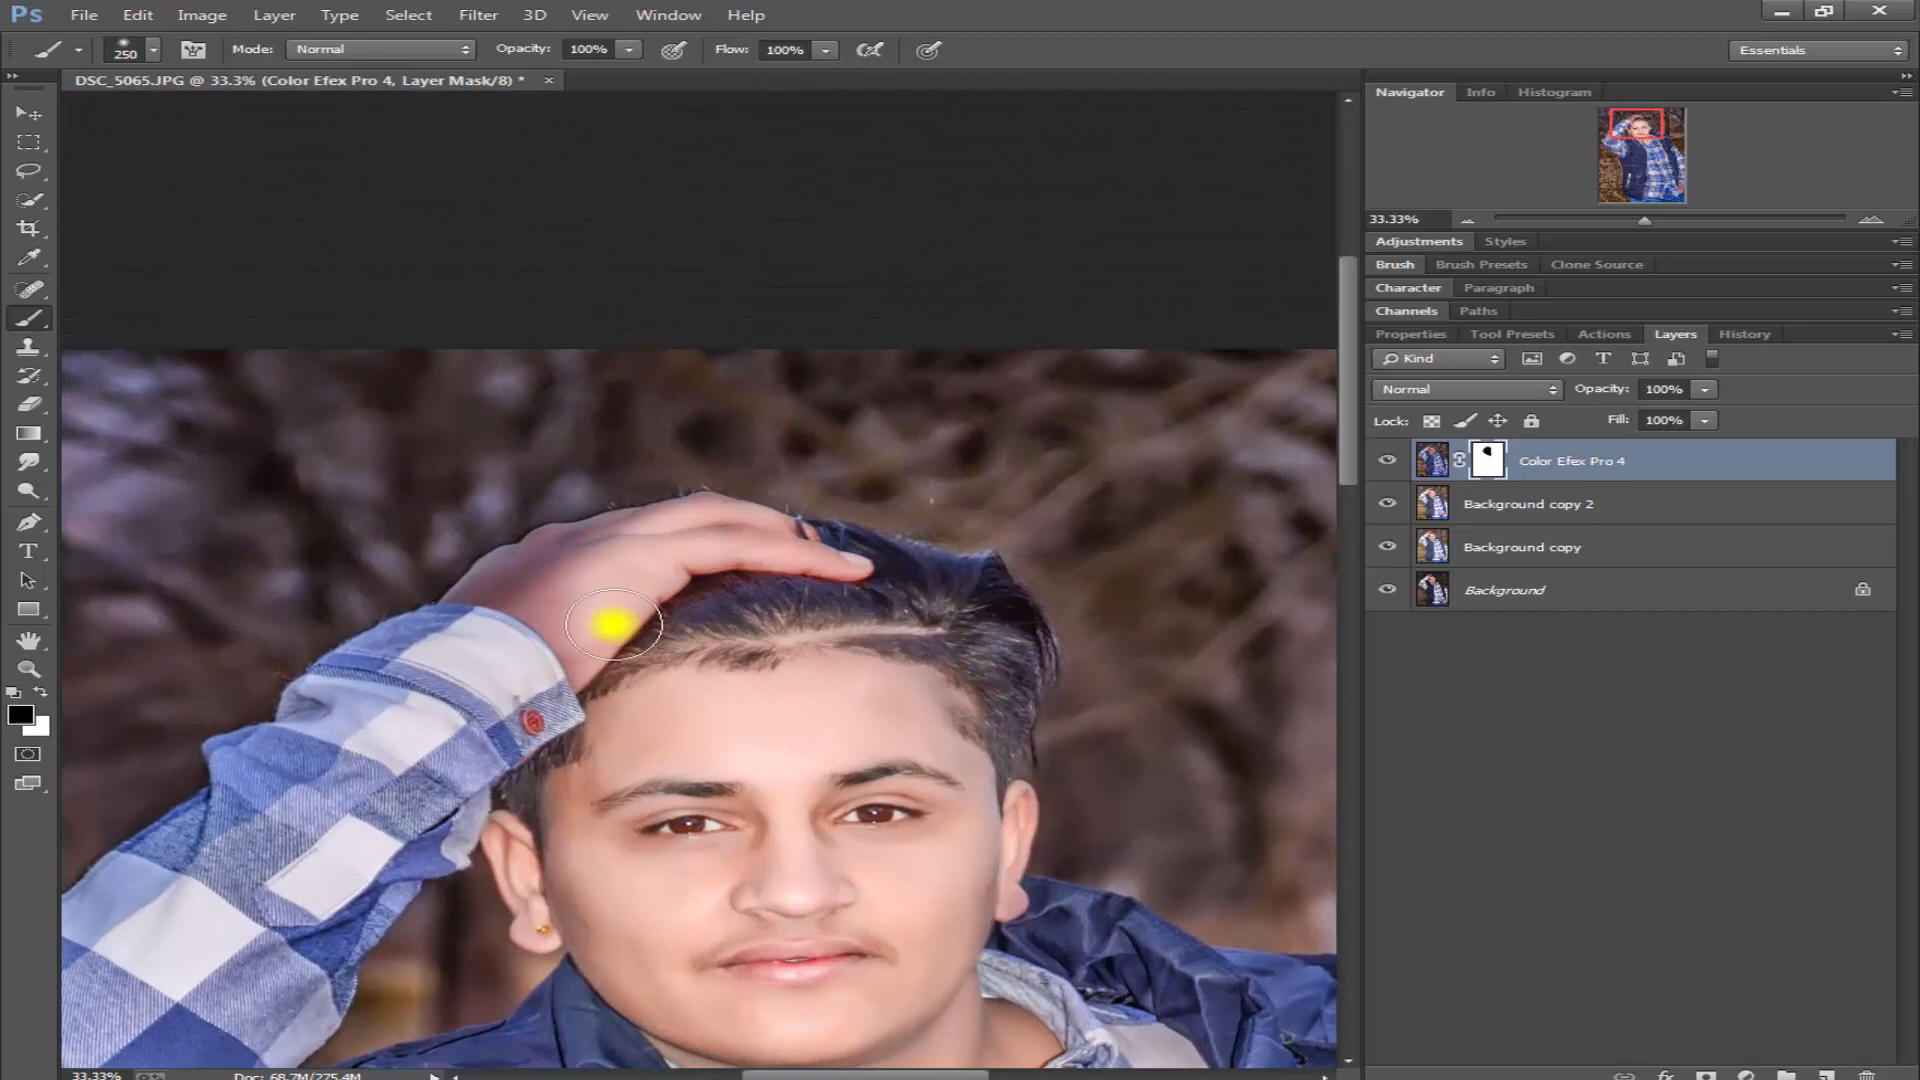 Ps File Edit Image Layer Type Select Filter 3D View Window Help
250 Mode: Normal Opacity: 100% Flow: 100% Essentials
DSC_5065.JPG @ 33.3% (Color Efex Pro 4, Layer Mask/8) * ×
Navigator Info Histogram
33.33%
Adjustments Styles
Brush Brush Presets Clone Source
Character Paragraph
Channels Paths
Properties Tool Presets Actions Layers History
Kind
Normal Opacity: 100%
Lock: Fill: 100%
Color Efex Pro 4
Background copy 2
Background copy
Background
33.33% Doc: 68.7M/275.4M